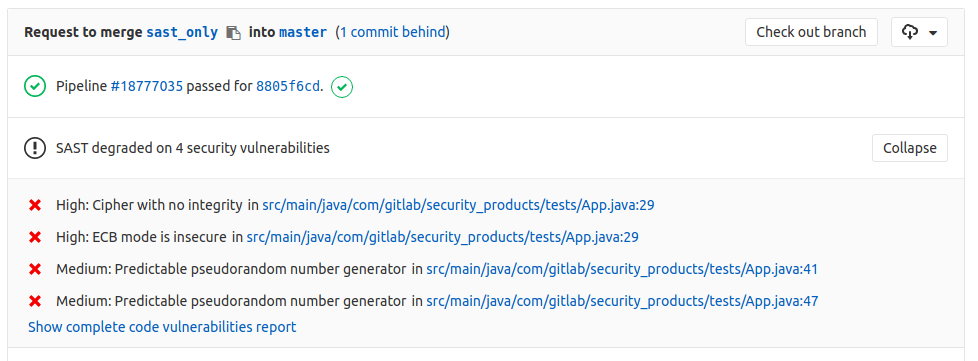 Request to merge sast_only into master (1 commit behind) Check out branch
Pipeline #18777035 passed for 8805f6cd.
SAST degraded on 4 security vulnerabilities Collapse
High: Cipher with no integrity in src/main/java/com/gitlab/security_products/tests/App.java:29
High: ECB mode is insecure in src/main/java/com/gitlab/security_products/tests/App.java:29
Medium: Predictable pseudorandom number generator in src/main/java/com/gitlab/security_products/tests/App.java:41
Medium: Predictable pseudorandom number generator in src/main/java/com/gitlab/security_products/tests/App.java:47
Show complete code vulnerabilities report